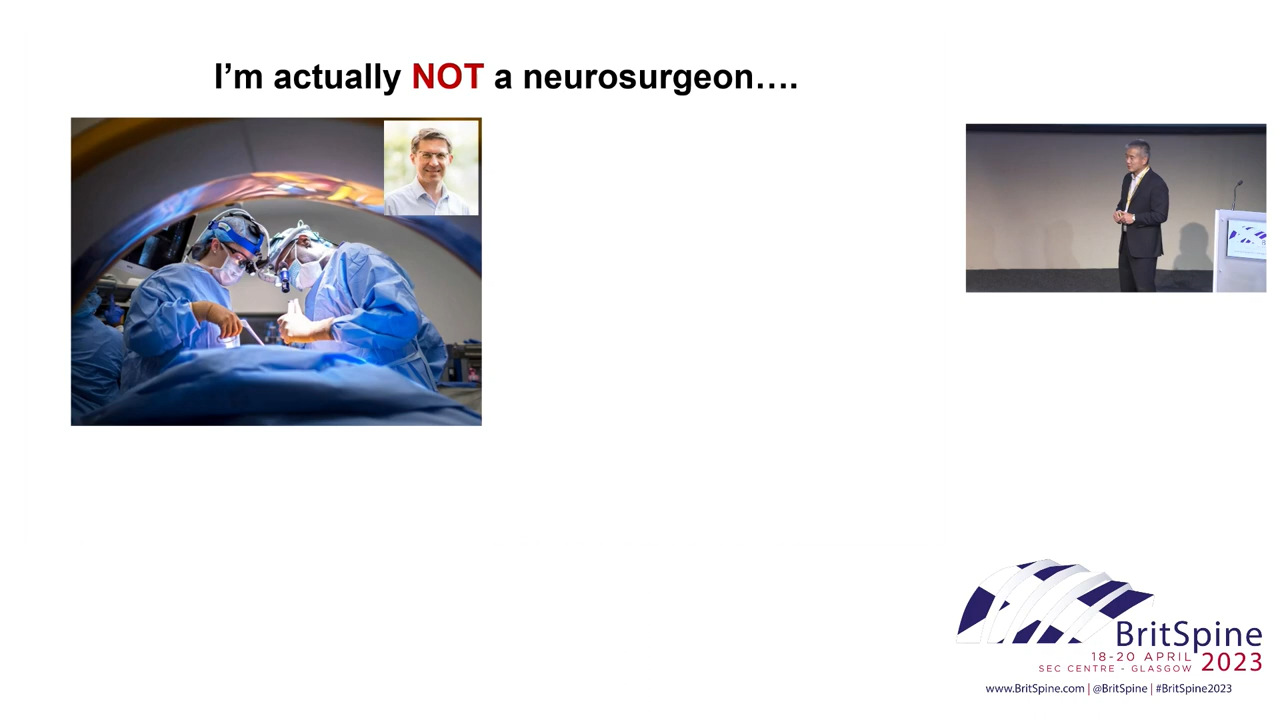 I’m actually NOT a neurosurgeon….
BritSpine
18-20 APRIL 2023
SEC CENTRE - GLASGOW
www.BritSpine.com | @BritSpine | #BritSpine2023